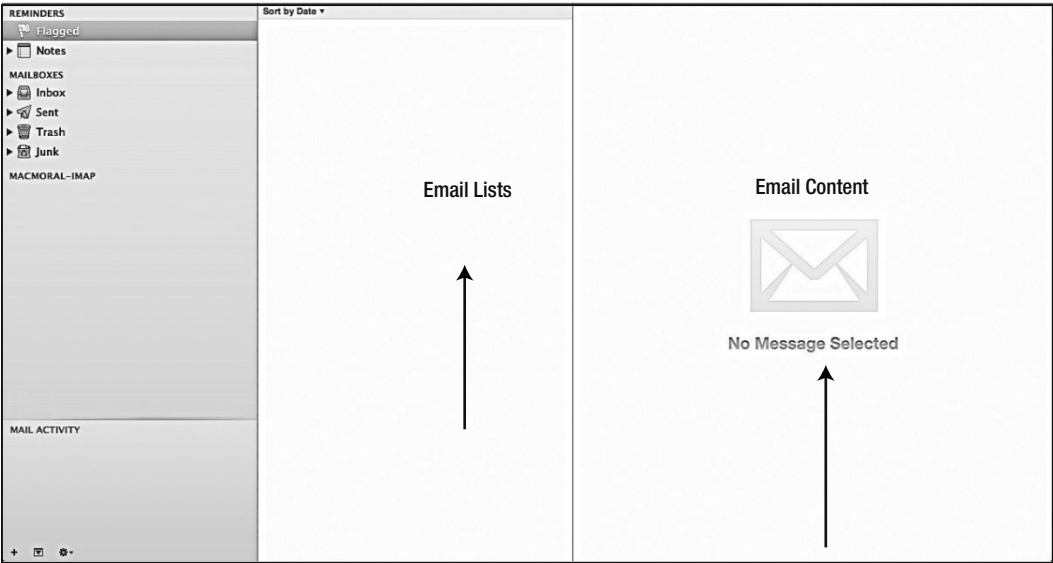 REMINDERS
Flagged
Notes
MAILBOXES
Inbox
Sent
Trash
Junk
MACMORAL-IMAP
MAIL ACTIVITY
Sort by Date
Email Lists
Email Content
No Message Selected